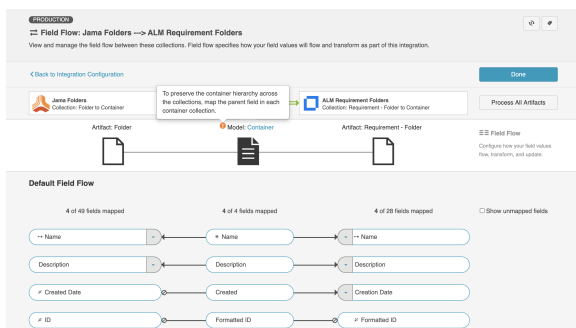 PRODUCTION
Field Flow: Jama Folders ---> ALM Requirement Folders
View and manage the field flow between these collections. Field flow specifies how your field values will flow and transform as part of this integration.
Back to Integration Configuration
Done
Jama Folders
Collection: Folder to Container
To preserve the container hierarchy across
the collections, map the parent field in each
container collection.
ALM Requirement Folders
Collection: Requirement - Folder to Container
Process All Artifacts
Artifact: Folder
Model: Container
Artifact: Requirement - Folder
Field Flow
Configure how your field values
flow, transform, and update.
Default Field Flow
4 of 49 fields mapped
4 of 4 fields mapped
4 of 28 fields mapped
Show unmapped fields
Name
Name
Name
Description
Description
Description
Created Date
Created
Creation Date
ID
Formatted ID
Formatted ID